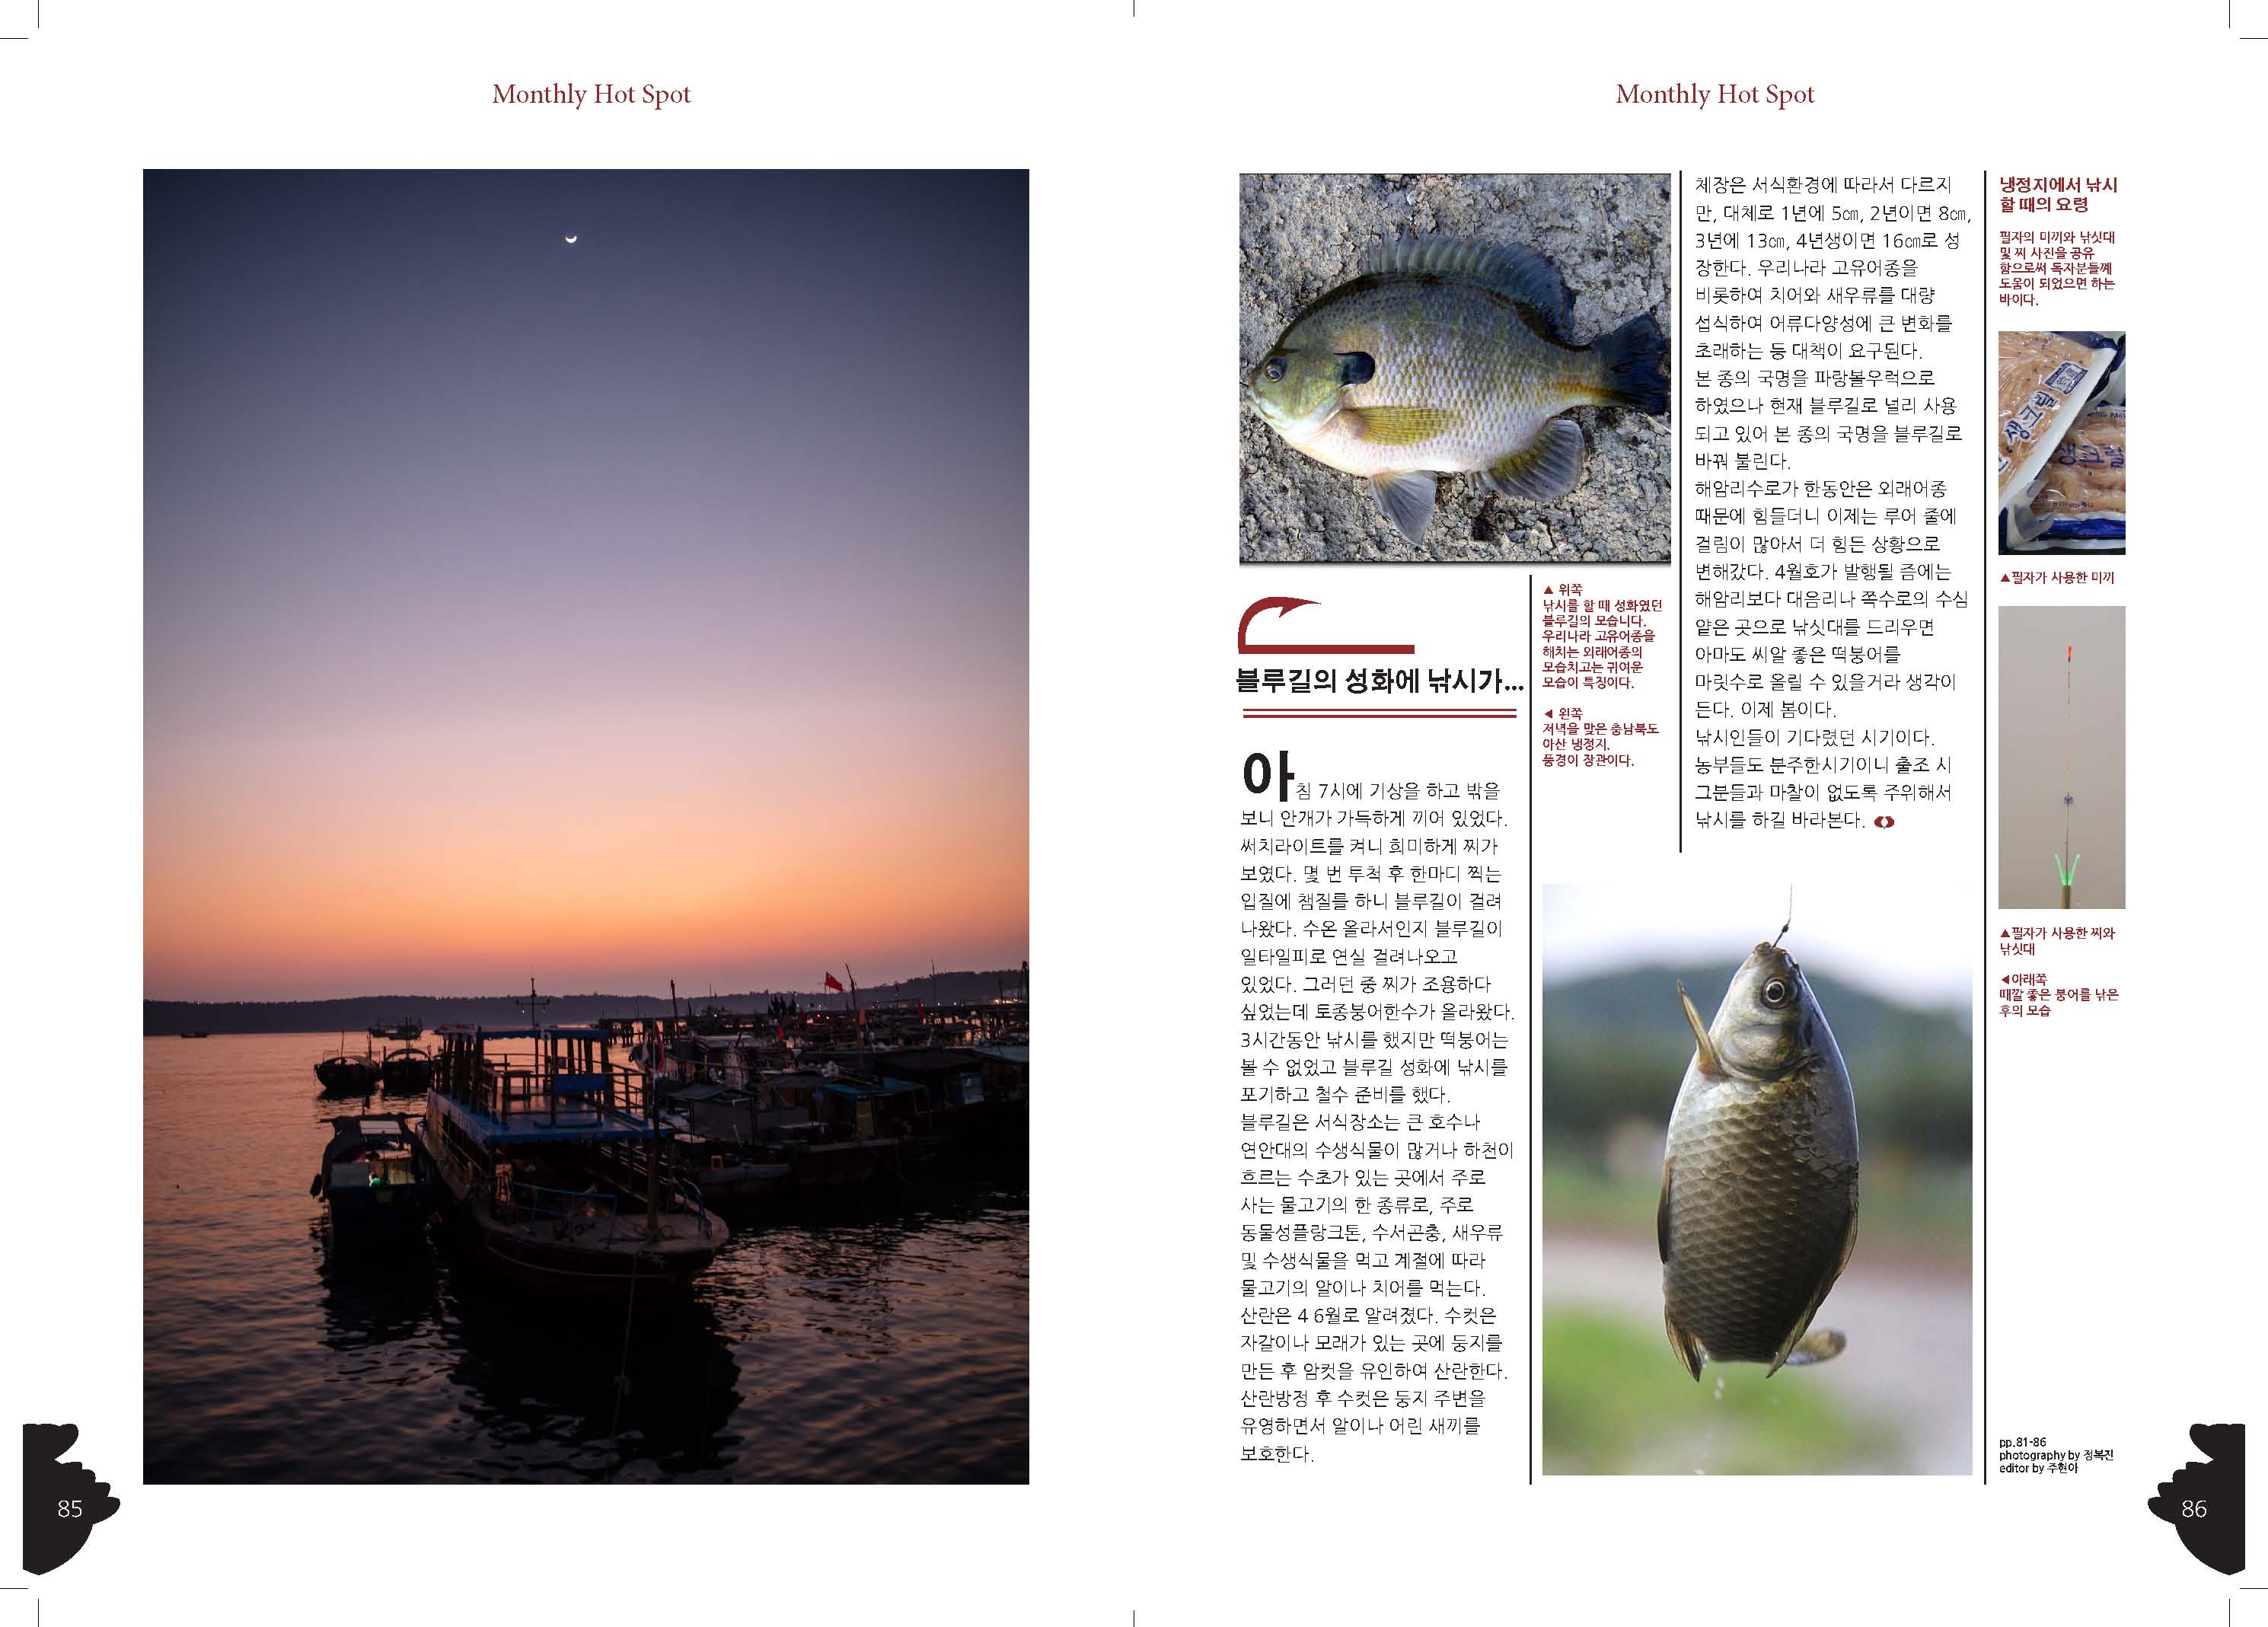 Monthly Hot Spot
85
Monthly Hot Spot
불루길의 성화에 낚시가...
아침 7시에 기상을 하고 밖을
보니 안개가 가득하게 끼어 있었다.
써치라이트를 켜니 희미하게 찌가
보였다. 몇 번 투척 후 한마디 찍는
입질에 챔질를 하니 블루길이 걸려
나왔다. 수온 올라서인지 블루길이
일타일피로 연실 걸려나오고
있었다. 그러던 중 찌가 조용하다
싶었는데 토종붕어한수가 올라왔다.
3시간동안 낚시를 했지만 떡붕어는
볼 수 없었고 블루길 성화에 낚시를
포기하고 철수 준비를 했다.
블루길은 서식장소는 큰 호수나
연안대의 수생식물이 많거나 하천이
흐르는 수초가 있는 곳에서 주로
사는 물고기의 한 종류로, 주로
동물성플랑크톤, 수서곤충, 새우류
및 수생식물을 먹고 계절에 따라
물고기의 알이나 치어를 먹는다.
산란은 4 6월로 알려졌다. 수컷은
자갈이나 모래가 있는 곳에 둥지를
만든 후 암컷을 유인하여 산란한다.
산란방정 후 수컷은 둥지 주변을
유영하면서 알이나 어린 새끼를
보호한다.
▲ 위쪽
낚시를 할 때 성화였던
블루길의 모습니다.
우리나라 고유어종을
해치는 외래어종의
모습치고는 귀여운
모습이 특징이다.
◀ 왼쪽
저녁을 맞은 충남북도
아산 냉정지.
풍경이 장관이다.
체장은 서식환경에 따라서 다르지
만, 대체로 1년에 5㎝, 2년이면 8㎝,
3년에 13㎝, 4년생이면 16㎝로 성
장한다. 우리나라 고유어종을
비롯하여 치어와 새우류를 대량
섭식하여 어류다양성에 큰 변화를
초래하는 등 대책이 요구된다.
본 종의 국명을 파랑볼우럭으로
하였으나 현재 블루길로 널리 사용
되고 있어 본 종의 국명을 블루길로
바꿔 불린다.
해암리수로가 한동안은 외래어종
때문에 힘들더니 이제는 루어 줄에
걸림이 많아서 더 힘든 상황으로
변해갔다. 4월호가 발행될 즘에는
해암리보다 대음리나 쪽수로의 수심
얕은 곳으로 낚싯대를 드리우면
아마도 씨알 좋은 떡붕어를
마릿수로 올릴 수 있을거라 생각이
든다. 이제 봄이다.
낚시인들이 기다렸던 시기이다.
농부들도 분주한시기이니 출조 시
그분들과 마찰이 없도록 주위해서
낚시를 하길 바라본다.
냉정지에서 낚시
할 때의 요령
필자의 미끼와 낚싯대
및 찌 사진을 공유
함으로써 독자분들께
도움이 되었으면 하는
바이다.
생크릴
생크릴
▲필자가 사용한 미끼
▲필자가 사용한 찌와
낚싯대
◀아래쪽
때깔 좋은 붕어를 낚은
후의 모습
pp.81-86
photography by 정복진
editor by 주현아
86